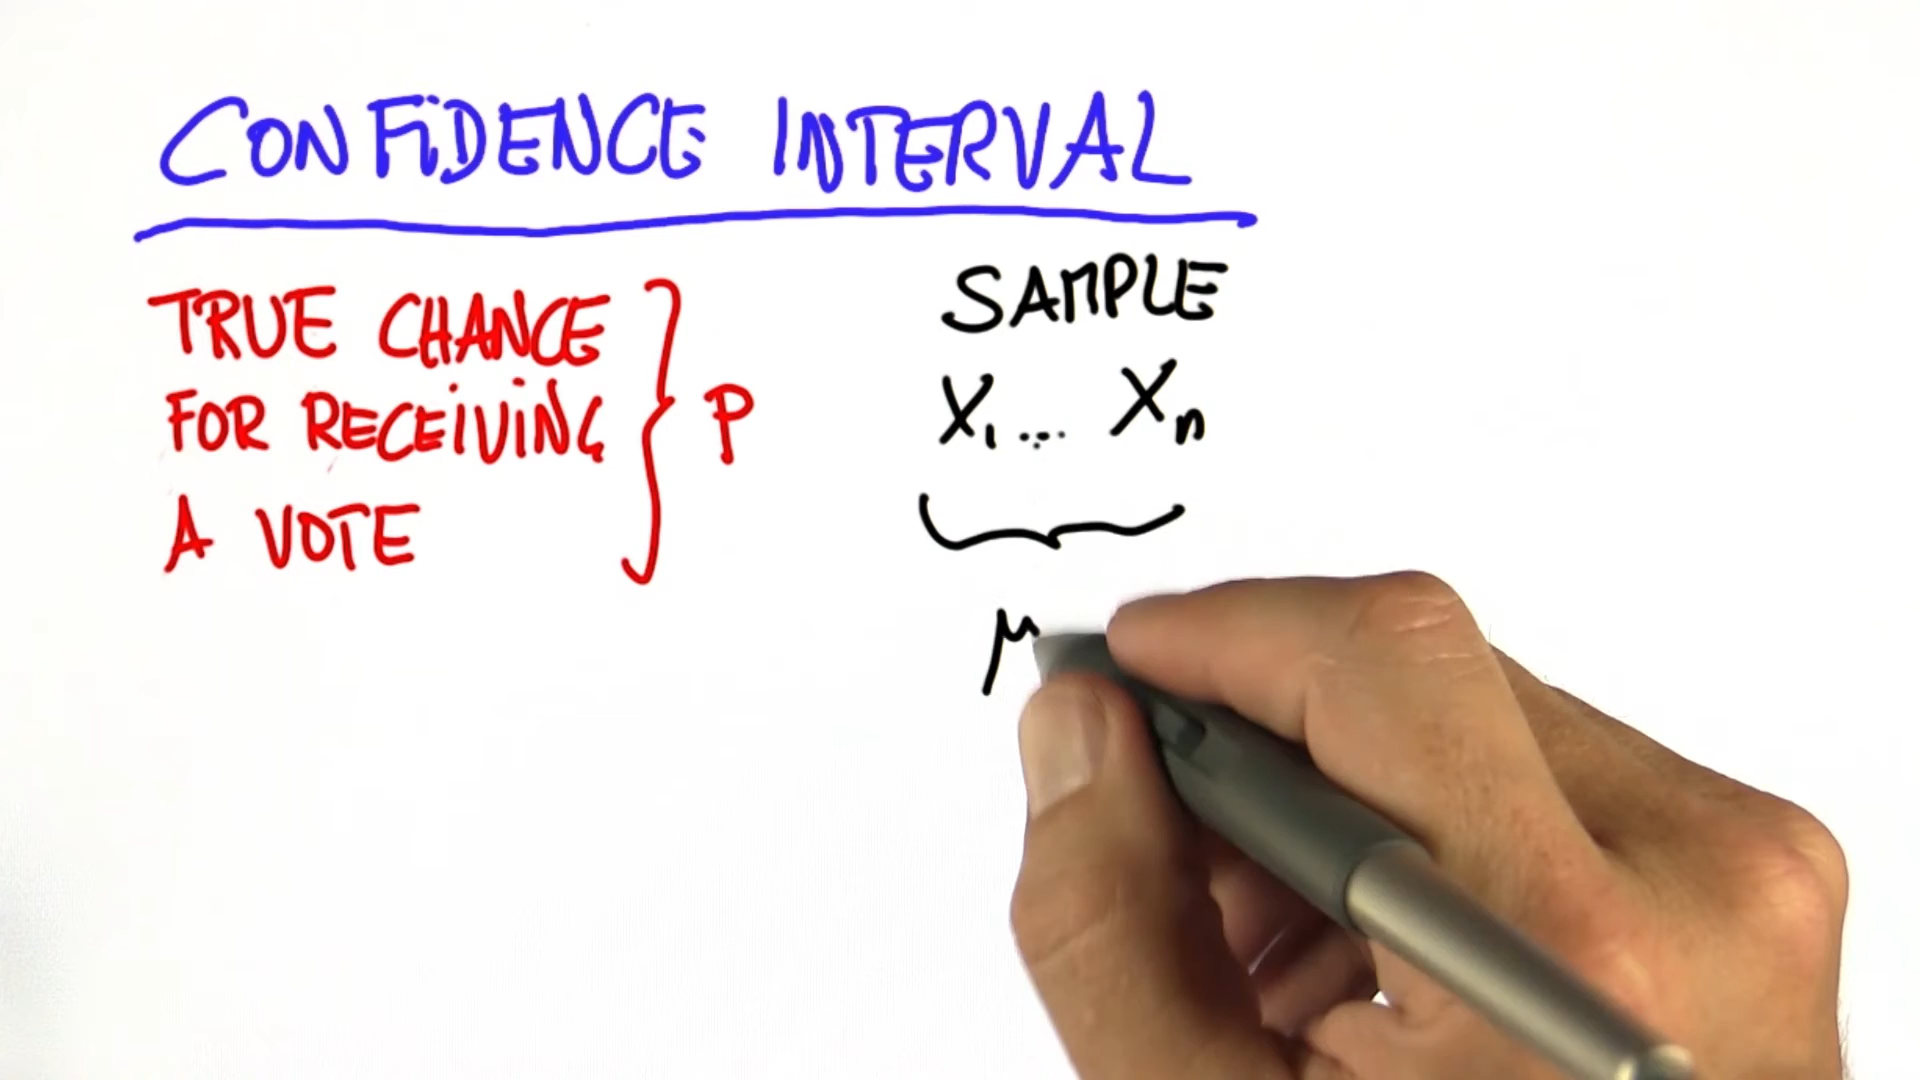 CONFIDENCE INTERVAL
TRUE CHANCE
FOR RECEIVING
A VOTE
P
SAMPLE
X₁ ... Xₙ
μ